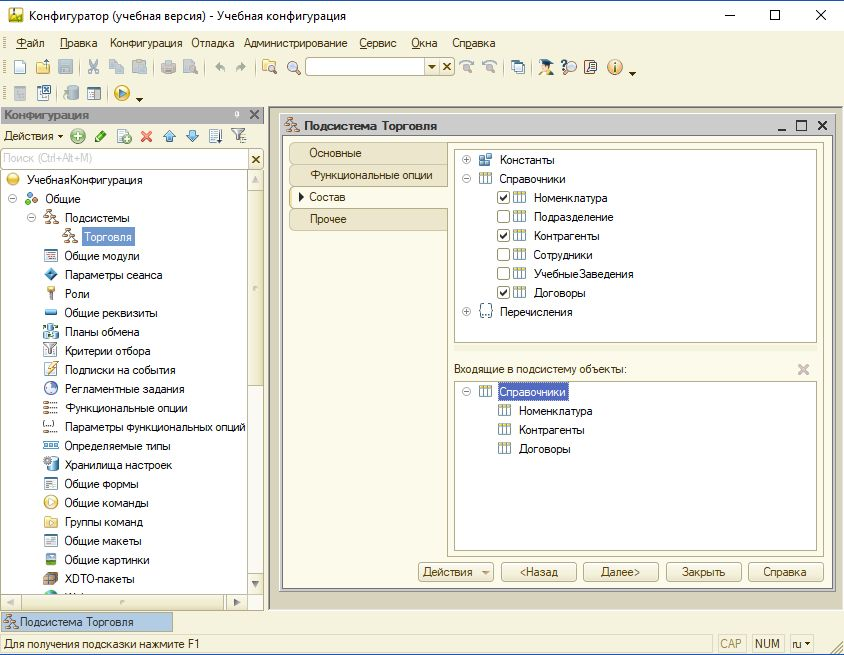 Конфигуратор (учебная версия) - Учебная конфигурация
Файл Правка Конфигурация Отладка Администрирование Сервис Окна Справка
Конфигурация
Действия
Поиск (Ctrl+Alt+M)
УчебнаяКонфигурация
Общие
Подсистемы
Торговля
Общие модули
Параметры сеанса
Роли
Общие реквизиты
Планы обмена
Критерии отбора
Подписки на события
Регламентные задания
Функциональные опции
Параметры функциональных опций
Определяемые типы
Хранилища настроек
Общие формы
Общие команды
Группы команд
Общие макеты
Общие картинки
XDTO-пакеты
Подсистема Торговля
Основные
Функциональные опции
Состав
Прочее
Константы
Справочники
Номенклатура
Подразделение
Контрагенты
Сотрудники
УчебныеЗаведения
Договоры
Перечисления
Входящие в подсистему объекты:
Справочники
Номенклатура
Контрагенты
Договоры
Действия <Назад Далее> Закрыть Справка
Подсистема Торговля
Для получения подсказки нажмите F1 CAP NUM ru